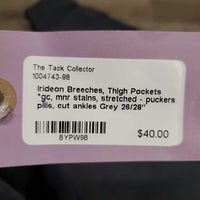 The Tack Collector
1004743-98
Irideon Breeches, Thigh Pockets
*gc, mnr stains, stretched - puckers
pills, cut ankles Grey 26/28"
BYPW98
$40.00